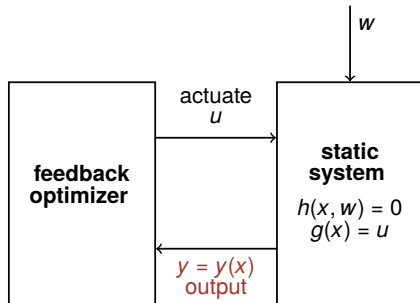 w
actuate
u
feedback
optimizer
static
system
h(x, w) = 0
g(x) = u
y = y(x)
output